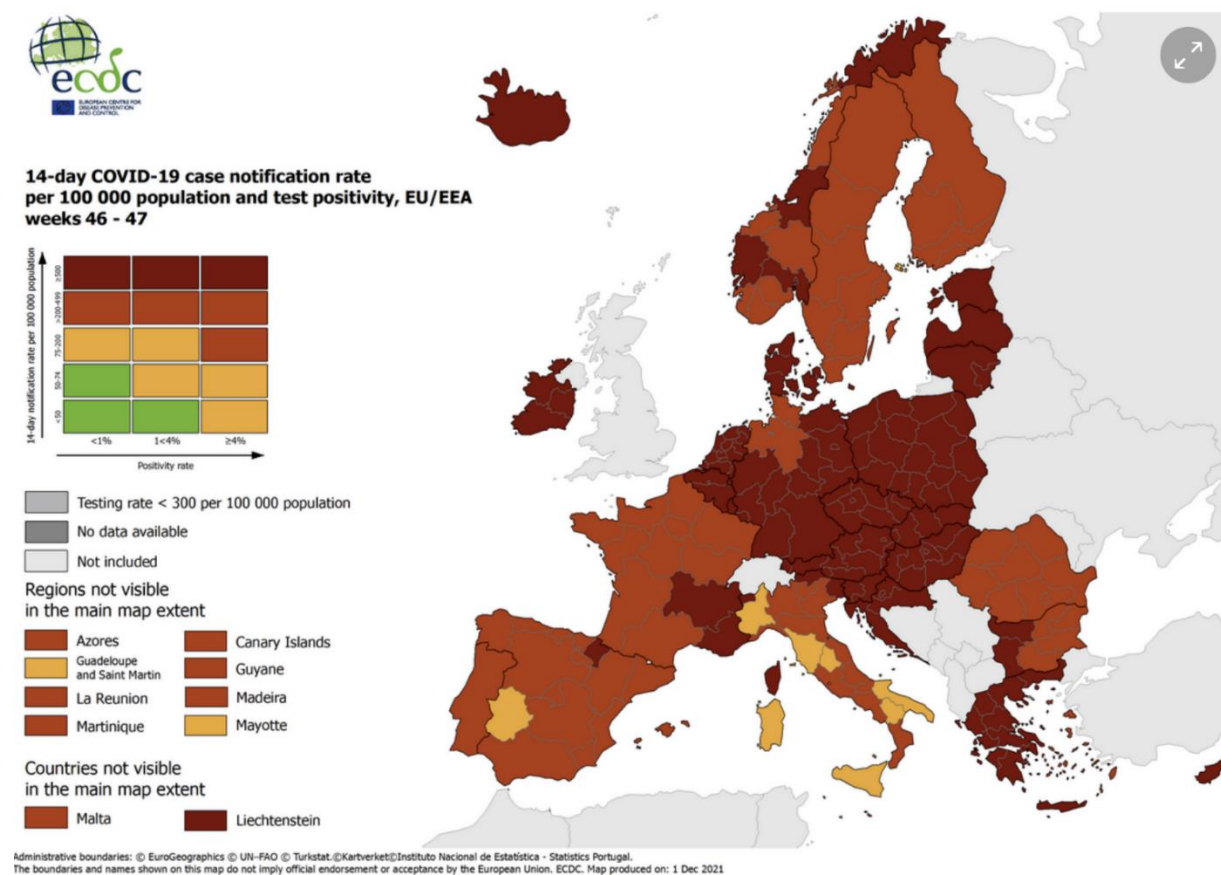 ecdc
EUROPEAN CENTRE FOR
DISEASE PREVENTION
AND CONTROL
14-day COVID-19 case notification rate
per 100 000 population and test positivity, EU/EEA
weeks 46 - 47
14-day notification rate per 100 000 population
≥500
>200-499
75-200
50-74
<50
<1%
1<4%
≥4%
Positivity rate
Testing rate < 300 per 100 000 population
No data available
Not included
Regions not visible
in the main map extent
Azores
Canary Islands
Guadeloupe
and Saint Martin
Guyane
La Reunion
Madeira
Martinique
Mayotte
Countries not visible
in the main map extent
Malta
Liechtenstein
Administrative boundaries: © EuroGeographics © UN–FAO © Turkstat.©Kartverket©Instituto Nacional de Estatística - Statistics Portugal.
The boundaries and names shown on this map do not imply official endorsement or acceptance by the European Union. ECDC. Map produced on: 1 Dec 2021